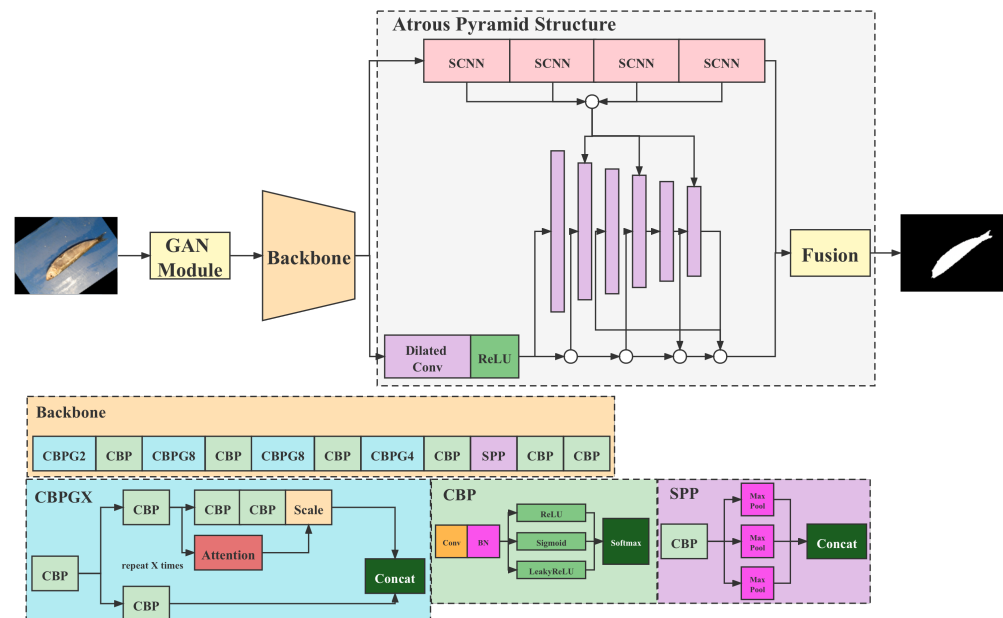 Atrous Pyramid Structure
SCNN SCNN SCNN SCNN
GAN
Module
Backbone
Fusion
Dilated
Conv
ReLU
Backbone
CBPG2 CBP CBPG8 CBP CBPG8 CBP CBPG4 CBP SPP CBP CBP
CBPGX
CBP
CBP
CBP CBP Scale
Attention
repeat X times
CBP
Concat
CBP
Conv BN
ReLU
Sigmoid
LeakyReLU
Softmax
SPP
CBP
Max
Pool
Max
Pool
Max
Pool
Concat